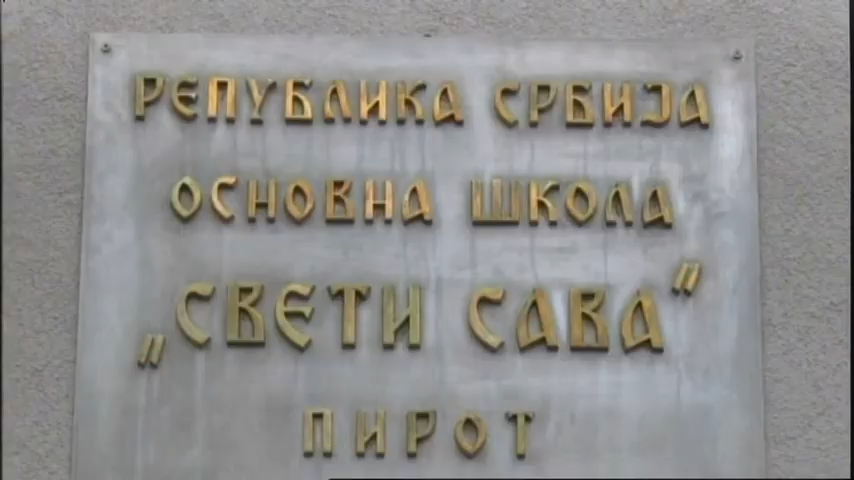 РЕПУБЛИКА СРБИЈА
ОСНОВНА ШКОЛА
„СВЕТИ САВА"
ПИРОТ